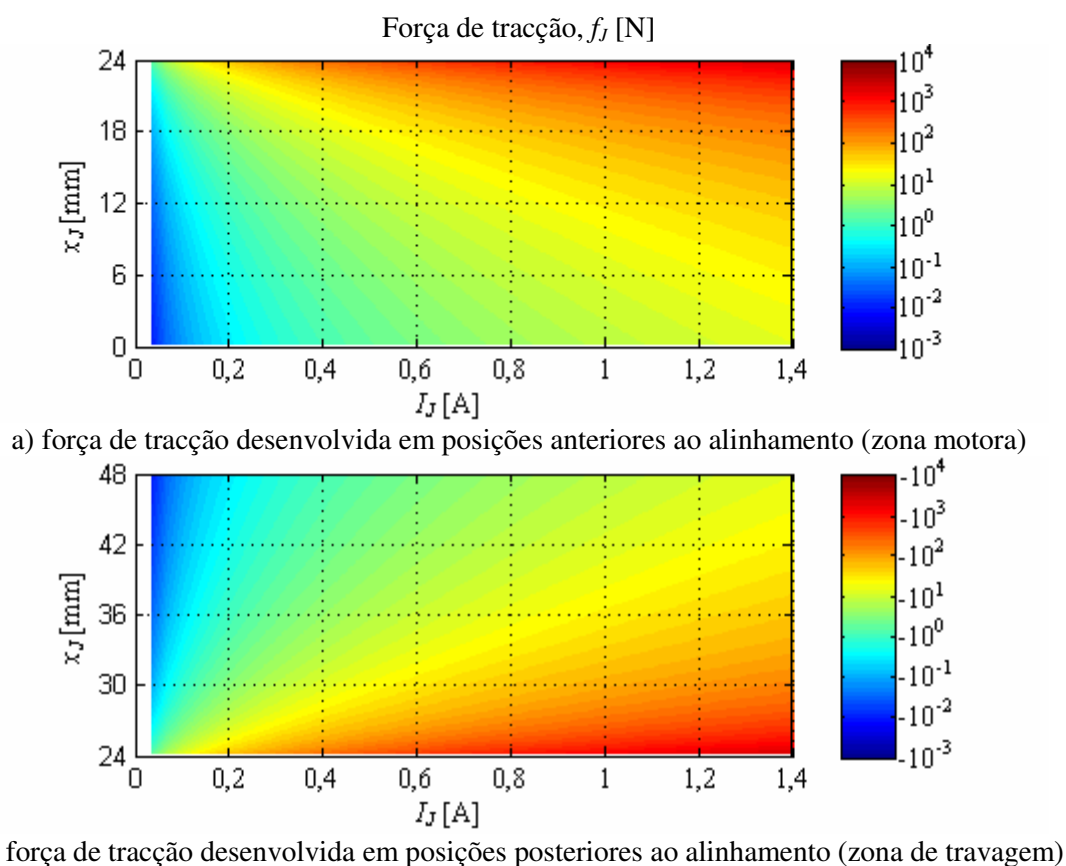 Força de tracção, fJ [N]
24
18
12
6
0
xJ [mm]
0 0,2 0,4 0,6 0,8 1 1,2 1,4
IJ [A]
10^4
10^3
10^2
10^1
10^0
10^-1
10^-2
10^-3
a) força de tracção desenvolvida em posições anteriores ao alinhamento (zona motora)
48
42
36
30
24
xJ [mm]
0 0,2 0,4 0,6 0,8 1 1,2 1,4
IJ [A]
-10^4
-10^3
-10^2
-10^1
-10^0
-10^-1
-10^-2
-10^-3
força de tracção desenvolvida em posições posteriores ao alinhamento (zona de travagem)